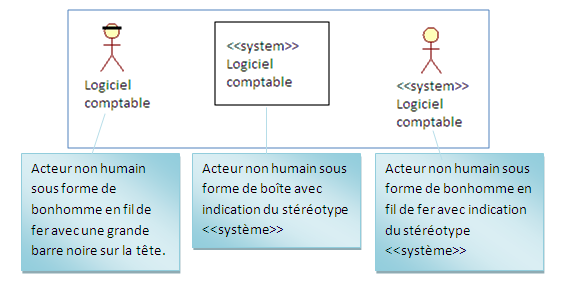 Logiciel
comptable
<<system>>
Logiciel
comptable
<<system>>
Logiciel
comptable
Acteur non humain
sous forme de
bonhomme en fil de
fer avec une grande
barre noire sur la tête.
Acteur non humain sous
forme de boîte avec
indication du stéréotype
<<système>>
Acteur non humain sous
forme de bonhomme en
fil de fer avec indication
du stéréotype
<<système>>